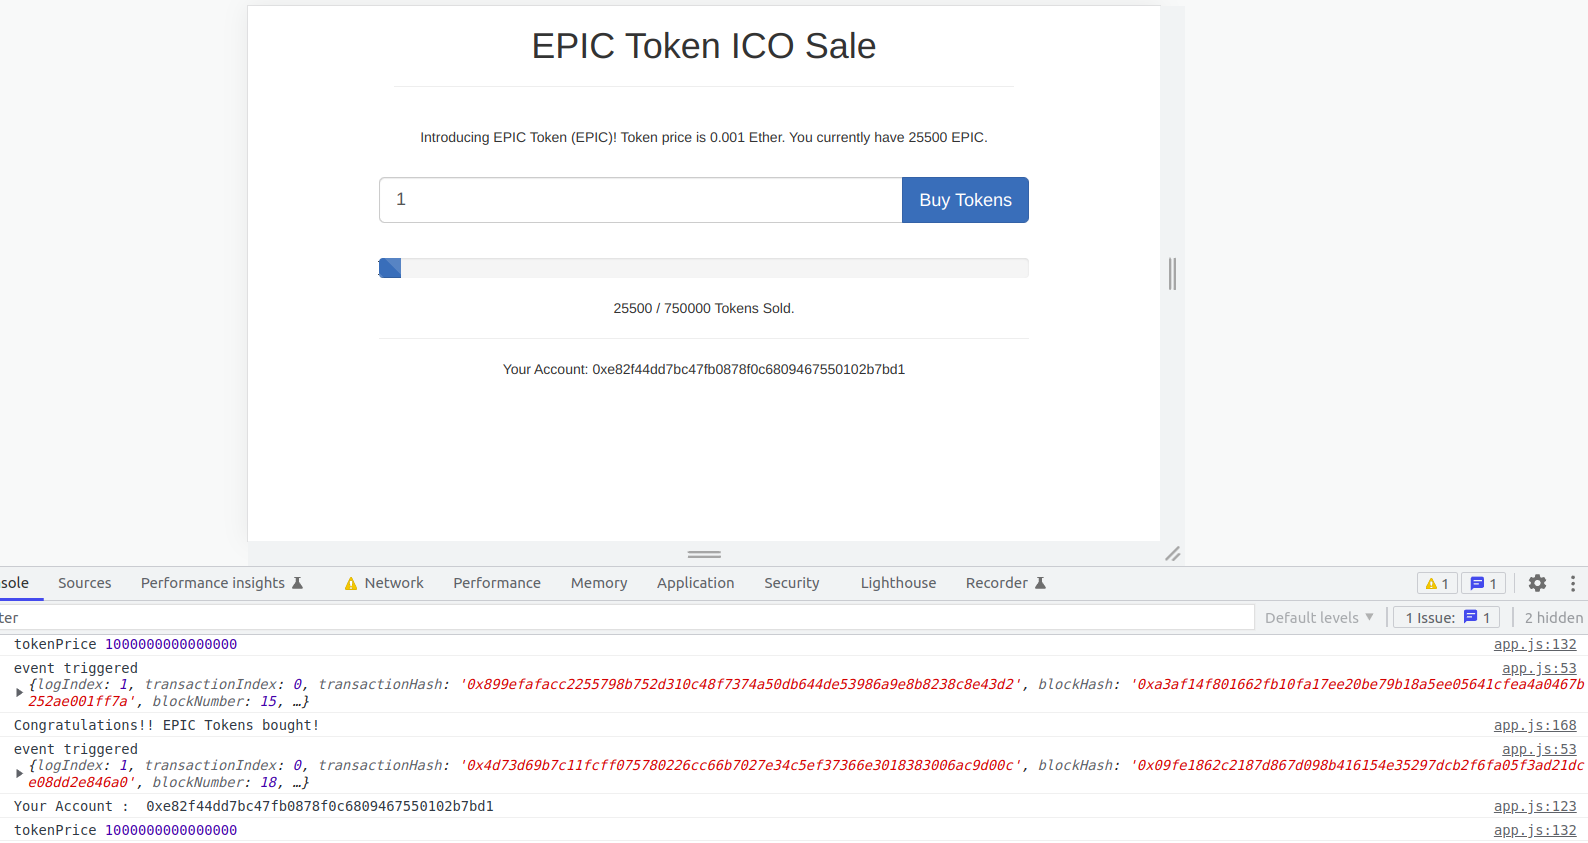 EPIC Token ICO Sale
Introducing EPIC Token (EPIC)! Token price is 0.001 Ether. You currently have 25500 EPIC.
1 Buy Tokens
25500 / 750000 Tokens Sold.
Your Account: 0xe82f44dd7bc47fb0878f0c6809467550102b7bd1
sole Sources Performance insights Network Performance Memory Application Security Lighthouse Recorder 1 1
ter Default levels ▼ 1 Issue: 1 2 hidden
tokenPrice 1000000000000000 app.js:132
event triggered app.js:53
{logIndex: 1, transactionIndex: 0, transactionHash: '0x899efafacc2255798b752d310c48f7374a50db644de53986a9e8b8238c8e43d2', blockHash: '0xa3af14f801662fb10fa17ee20be79b18a5ee05641cfea4a0467b
252ae001ff7a', blockNumber: 15, …}
Congratulations!! EPIC Tokens bought! app.js:168
event triggered app.js:53
{logIndex: 1, transactionIndex: 0, transactionHash: '0x4d73d69b7c11fcff075780226cc66b7027e34c5ef37366e3018383006ac9d00c', blockHash: '0x09fe1862c2187d867d098b416154e35297dcb2f6fa05f3ad21dc
e08dd2e846a0', blockNumber: 18, …}
Your Account :  0xe82f44dd7bc47fb0878f0c6809467550102b7bd1 app.js:123
tokenPrice 1000000000000000 app.js:132